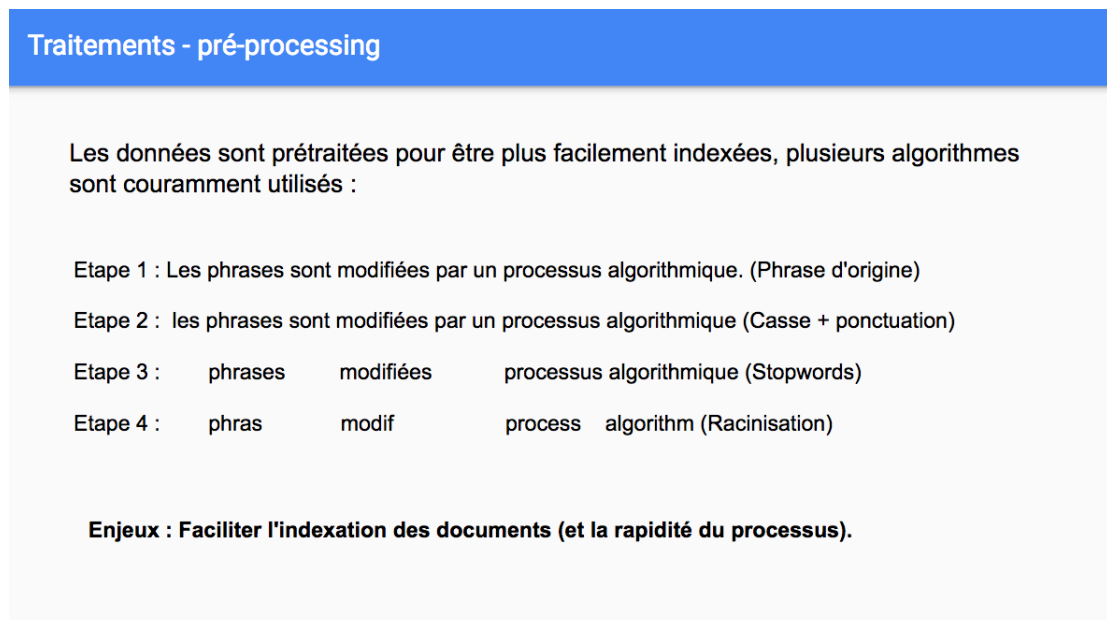 Traitements - pré-processing
Les données sont prétraitées pour être plus facilement indexées, plusieurs algorithmes
sont couramment utilisés :
Etape 1 : Les phrases sont modifiées par un processus algorithmique. (Phrase d'origine)
Etape 2 : les phrases sont modifiées par un processus algorithmique (Casse + ponctuation)
Etape 3 : phrases modifiées processus algorithmique (Stopwords)
Etape 4 : phras modif process algorithm (Racinisation)
Enjeux : Faciliter l'indexation des documents (et la rapidité du processus).